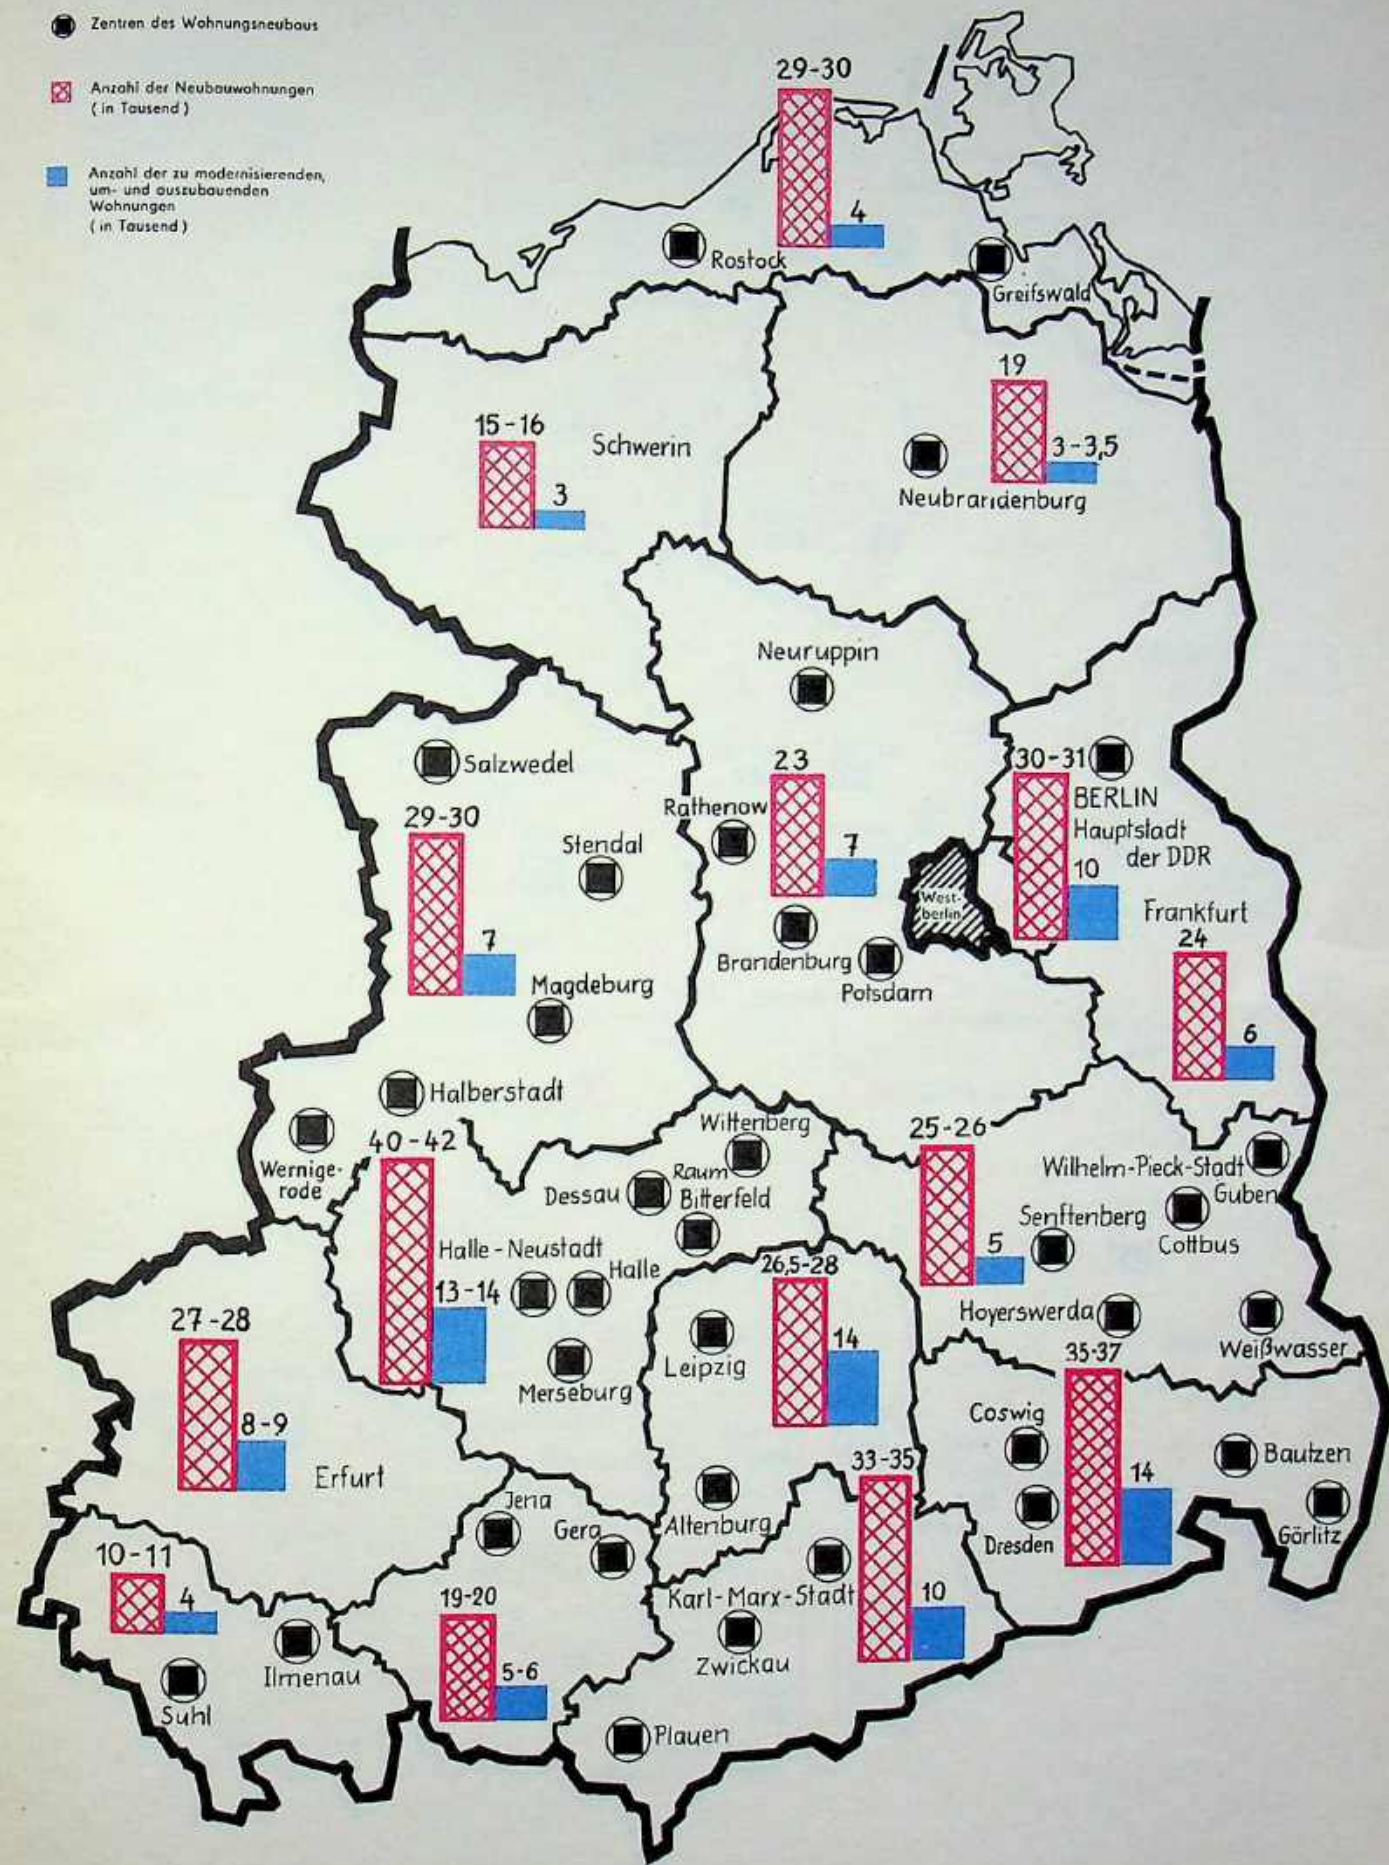 Zentren des Wohnungsneubaus
Anzahl der Neubauwohnungen
( in Tausend )
Anzahl der zu modernisierenden,
um- und auszubauenden
Wohnungen
( in Tausend )
29-30
4
Rostock
Greifswald
19
3-3,5
Neubrandenburg
15-16
3
Schwerin
Neuruppin
Salzwedel
29-30
7
Stendal
Magdeburg
Halberstadt
Wernige-
rode
23
7
Rathenow
Brandenburg
Potsdam
West-
berlin
30-31
BERLIN
Hauptstadt
der DDR
10
Frankfurt
24
6
40-42
13-14
Wittenberg
Dessau
Raum
Bitterfeld
Halle-Neustadt
Halle
Merseburg
25-26
5
Wilhelm-Pieck-Stadt
Guben
Senftenberg
Cottbus
Hoyerswerda
Weißwasser
26,5-28
14
Leipzig
Altenburg
27-28
8-9
Erfurt
35-37
14
Coswig
Dresden
Bautzen
Görlitz
33-35
10
Karl-Marx-Stadt
Zwickau
Plauen
Jena
Gera
19-20
5-6
10-11
4
Ilmenau
Suhl